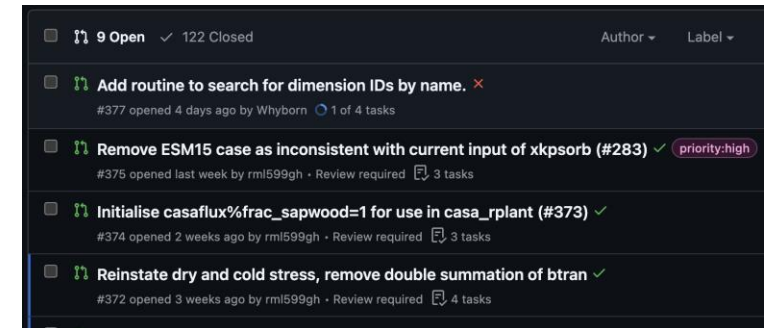 9 Open 122 Closed Author Label
Add routine to search for dimension IDs by name.
#377 opened 4 days ago by Whyborn 1 of 4 tasks
Remove ESM15 case as inconsistent with current input of xkpsorb (#283) priority:high
#375 opened last week by rml599gh • Review required 3 tasks
Initialise casaflux%frac_sapwood=1 for use in casa_rplant (#373)
#374 opened 2 weeks ago by rml599gh • Review required 3 tasks
Reinstate dry and cold stress, remove double summation of btran
#372 opened 3 weeks ago by rml599gh • Review required 4 tasks